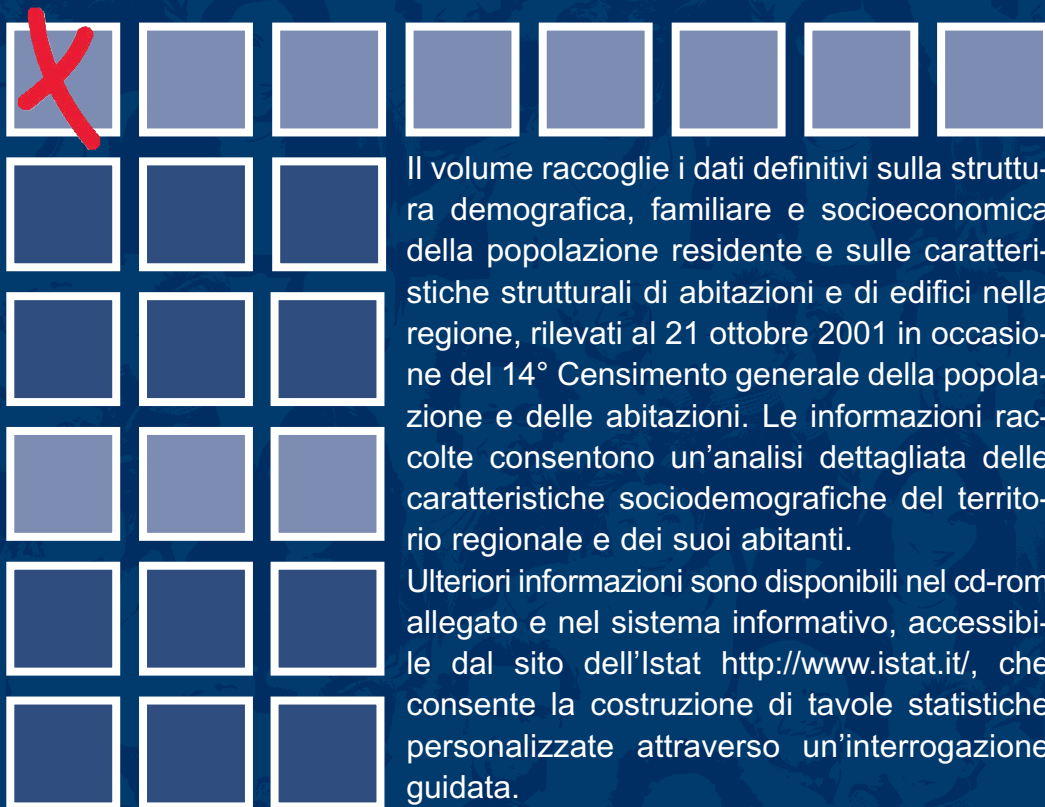 Il volume raccoglie i dati definitivi sulla struttu-
ra demografica, familiare e socioeconomica
della popolazione residente e sulle caratteri-
stiche strutturali di abitazioni e di edifici nella
regione, rilevati al 21 ottobre 2001 in occasio-
ne del 14° Censimento generale della popola-
zione e delle abitazioni. Le informazioni rac-
colte consentono un'analisi dettagliata delle
caratteristiche sociodemografiche del territo-
rio regionale e dei suoi abitanti.
Ulteriori informazioni sono disponibili nel cd-rom
allegato e nel sistema informativo, accessibi-
le dal sito dell'Istat http://www.istat.it/, che
consente la costruzione di tavole statistiche
personalizzate attraverso un'interrogazione
guidata.